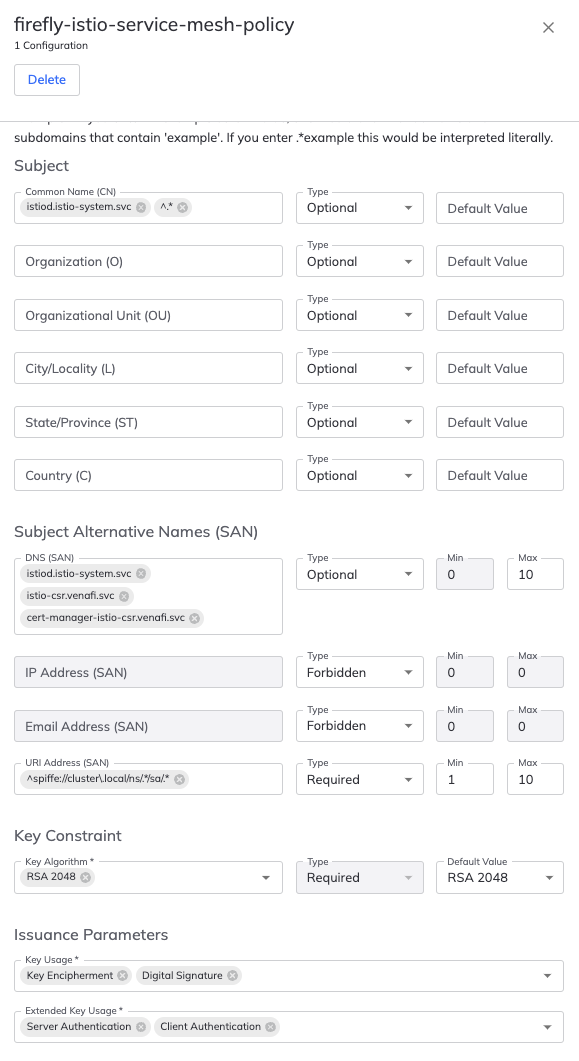 firefly-istio-service-mesh-policy
1 Configuration
Delete
subdomains that contain 'example'. If you enter .*example this would be interpreted literally.
Subject
Common Name (CN) Type
istiod.istio-system.svc ^.* Optional Default Value
Type
Organization (O) Optional Default Value
Type
Organizational Unit (OU) Optional Default Value
Type
City/Locality (L) Optional Default Value
Type
State/Province (ST) Optional Default Value
Type
Country (C) Optional Default Value
Subject Alternative Names (SAN)
DNS (SAN) Type Min Max
istiod.istio-system.svc Optional 0 10
istio-csr.venafi.svc
cert-manager-istio-csr.venafi.svc
Type Min Max
IP Address (SAN) Forbidden 0 0
Type Min Max
Email Address (SAN) Forbidden 0 0
URI Address (SAN) Type Min Max
^spiffe://cluster\.local/ns/.*/sa/.* Required 1 10
Key Constraint
Key Algorithm * Type Default Value
RSA 2048 Required RSA 2048
Issuance Parameters
Key Usage *
Key Encipherment Digital Signature
Extended Key Usage *
Server Authentication Client Authentication